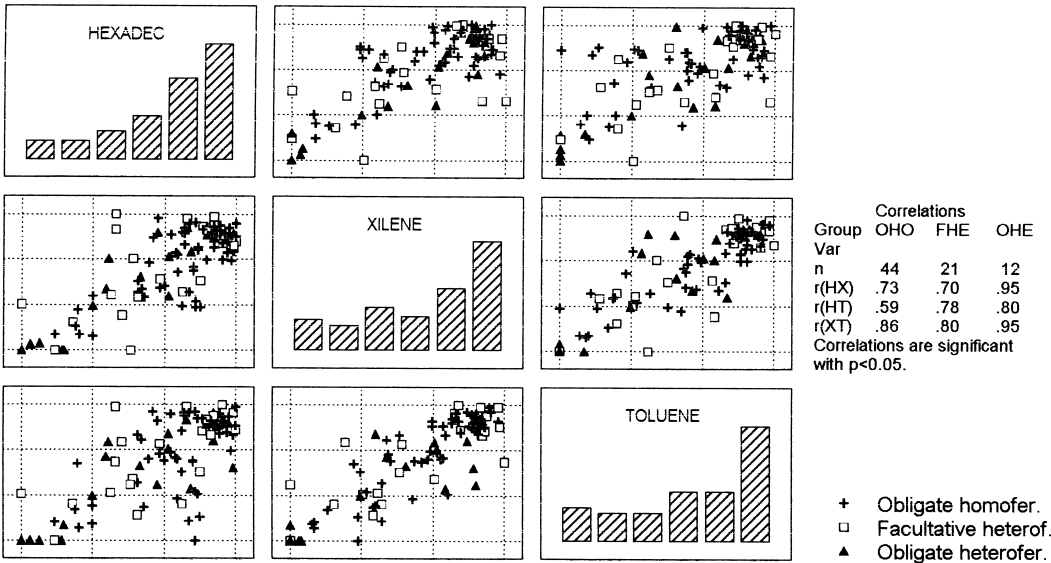 HEXADEC
XILENE
TOLUENE
Correlations
Group OHO FHE OHE
Var
n 44 21 12
r(HX) .73 .70 .95
r(HT) .59 .78 .80
r(XT) .86 .80 .95
Correlations are significant
with p<0.05.
Obligate homofer.
Facultative heterof.
Obligate heterofer.